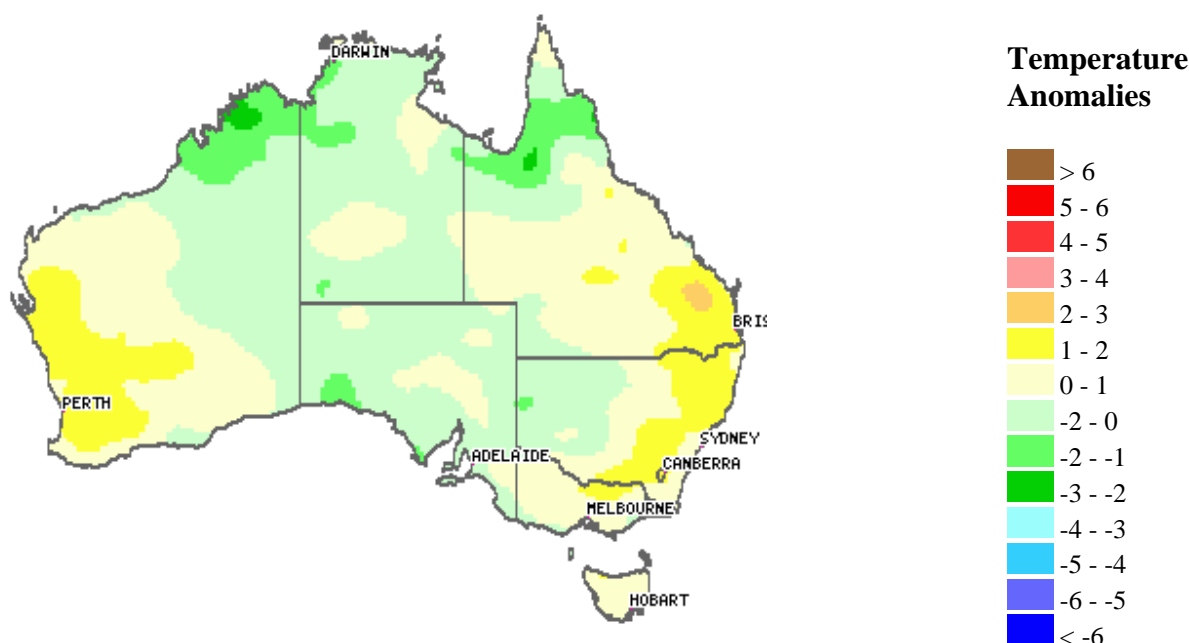 DARWIN
BRIS
PERTH
SYDNEY
ADELAIDE
CANBERRA
MELBOURNE
HOBART
Temperature
Anomalies
> 6
5 - 6
4 - 5
3 - 4
2 - 3
1 - 2
0 - 1
-2 - 0
-2 - -1
-3 - -2
-4 - -3
-5 - -4
-6 - -5
< -6